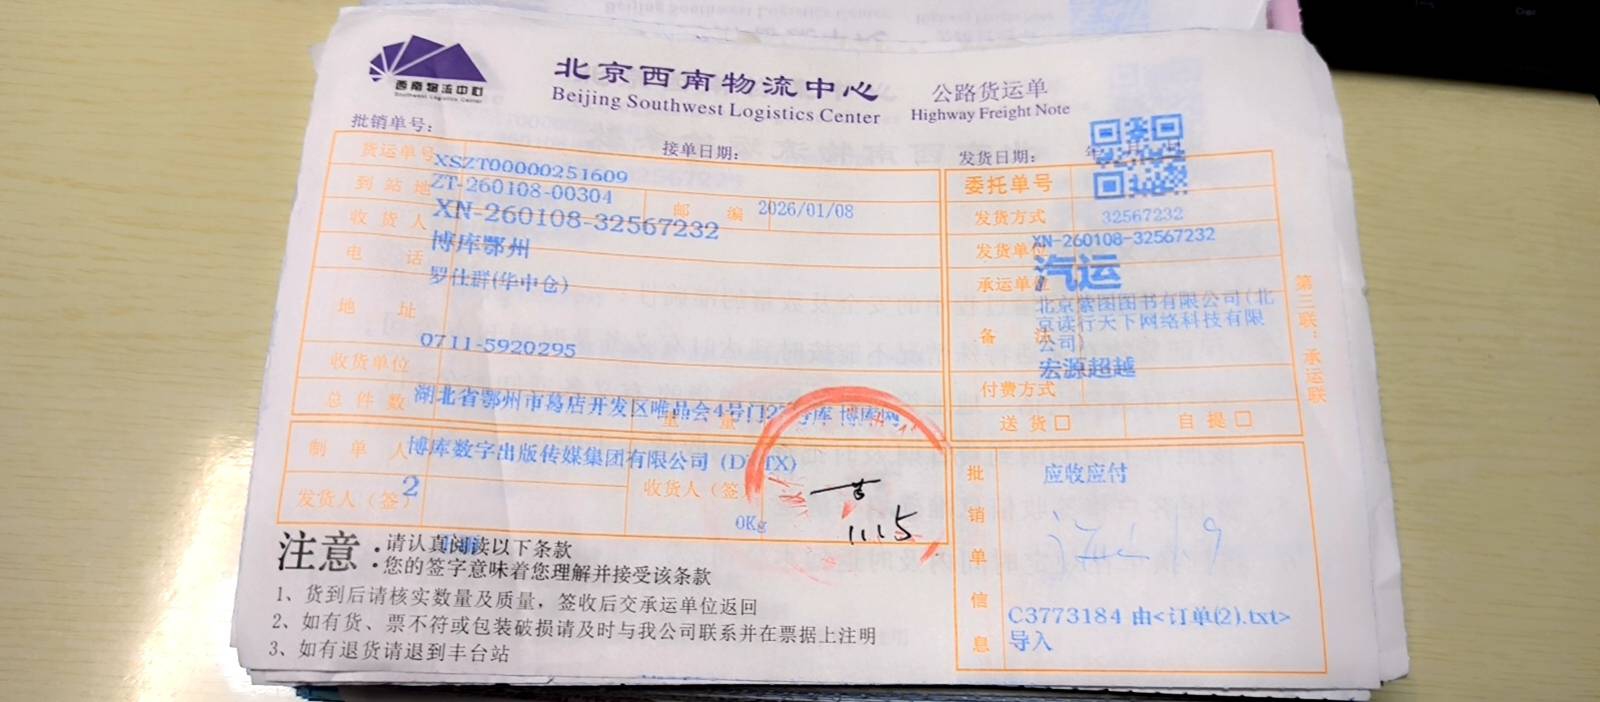 西南物流中心
Southwest Logistics Center
北京西南物流中心
Beijing Southwest Logistics Center
公路货运单
Highway Freight Note
批销单号:
接单日期:
发货日期:
年
货运单号
XSZT00000251609
到站地
ZT-260108-00304
邮编
2026/01/08
收货人
XN-260108-32567232
电话
博库鄂州
罗仕群(华中仓)
地址
0711-5920295
收货单位
总件数
湖北省鄂州市葛店开发区唯品会4号门2 号库 博库网
重量
制单人
博库数字出版传媒集团有限公司
发货人(签)
2
收货人(签)
0Kg
11.15
委托单号
发货方式
32567232
发货单位
XN-260108-32567232
承运单位
汽运
备注
北京紫图图书有限公司(北
京读行天下网络科技有限
公司)
宏源超越
付费方式
送货□
自提□
批销单信息
应收应付
C3773184 由<订单(2).txt>
导入
第三联:承运联
注意:
请认真阅读以下条款
您的签字意味着您理解并接受该条款
1、货到后请核实数量及质量，签收后交承运单位返回
2、如有货、票不符或包装破损请及时与我公司联系并在票据上注明
3、如有退货请退到丰台站